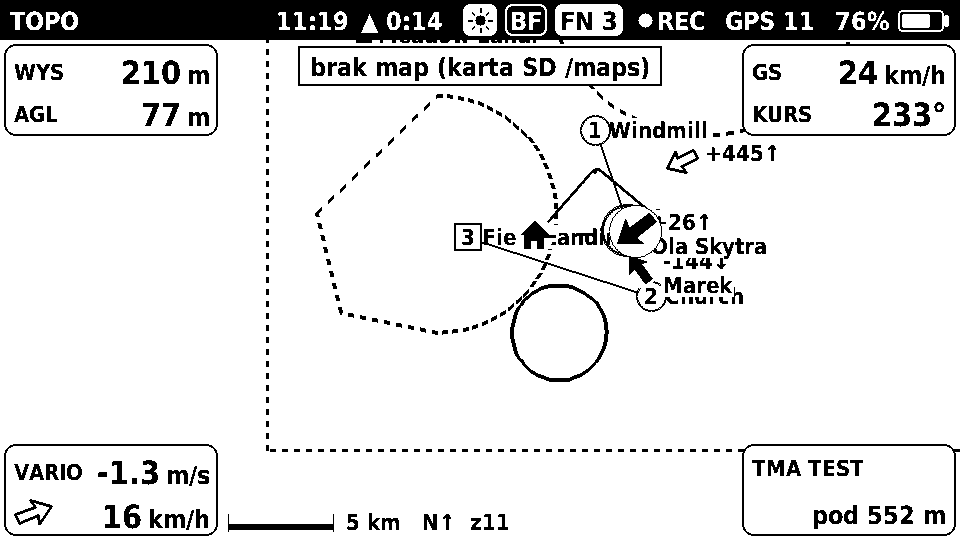 TOPO 11:19 ▲ 0:14 BF FN 3 REC GPS 11 76%
brak map (karta SD /maps)
WYS 210 m
AGL 77 m
GS 24 km/h
KURS 233°
1 Windmill
+445↑
-26↑
3
Ola Skytra
-144↓
Marek
2 Church
VARIO -1.3 m/s
16 km/h
5 km N↑ z11
TMA TEST
pod 552 m